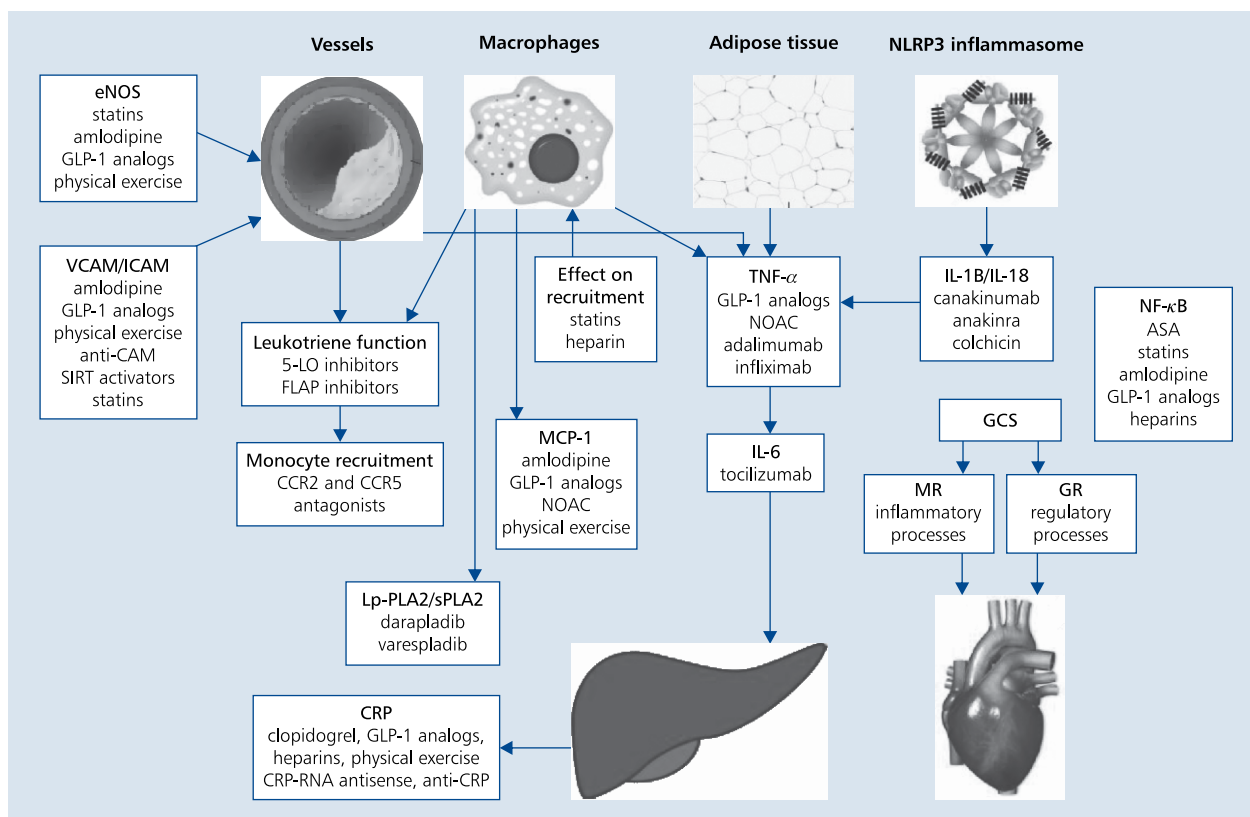 Vessels
Macrophages
Adipose tissue
NLRP3 inflammasome
eNOS
statins
amlodipine
GLP-1 analogs
physical exercise
VCAM/ICAM
amlodipine
GLP-1 analogs
physical exercise
anti-CAM
SIRT activators
statins
Leukotriene function
5-LO inhibitors
FLAP inhibitors
Monocyte recruitment
CCR2 and CCR5
antagonists
Effect on
recruitment
statins
heparin
MCP-1
amlodipine
GLP-1 analogs
NOAC
physical exercise
Lp-PLA2/sPLA2
darapladib
varespladib
TNF-α
GLP-1 analogs
NOAC
adalimumab
infliximab
IL-6
tocilizumab
IL-1B/IL-18
canakinumab
anakinra
colchicin
NF-κB
ASA
statins
amlodipine
GLP-1 analogs
heparins
GCS
MR
inflammatory
processes
GR
regulatory
processes
CRP
clopidogrel, GLP-1 analogs,
heparins, physical exercise
CRP-RNA antisense, anti-CRP